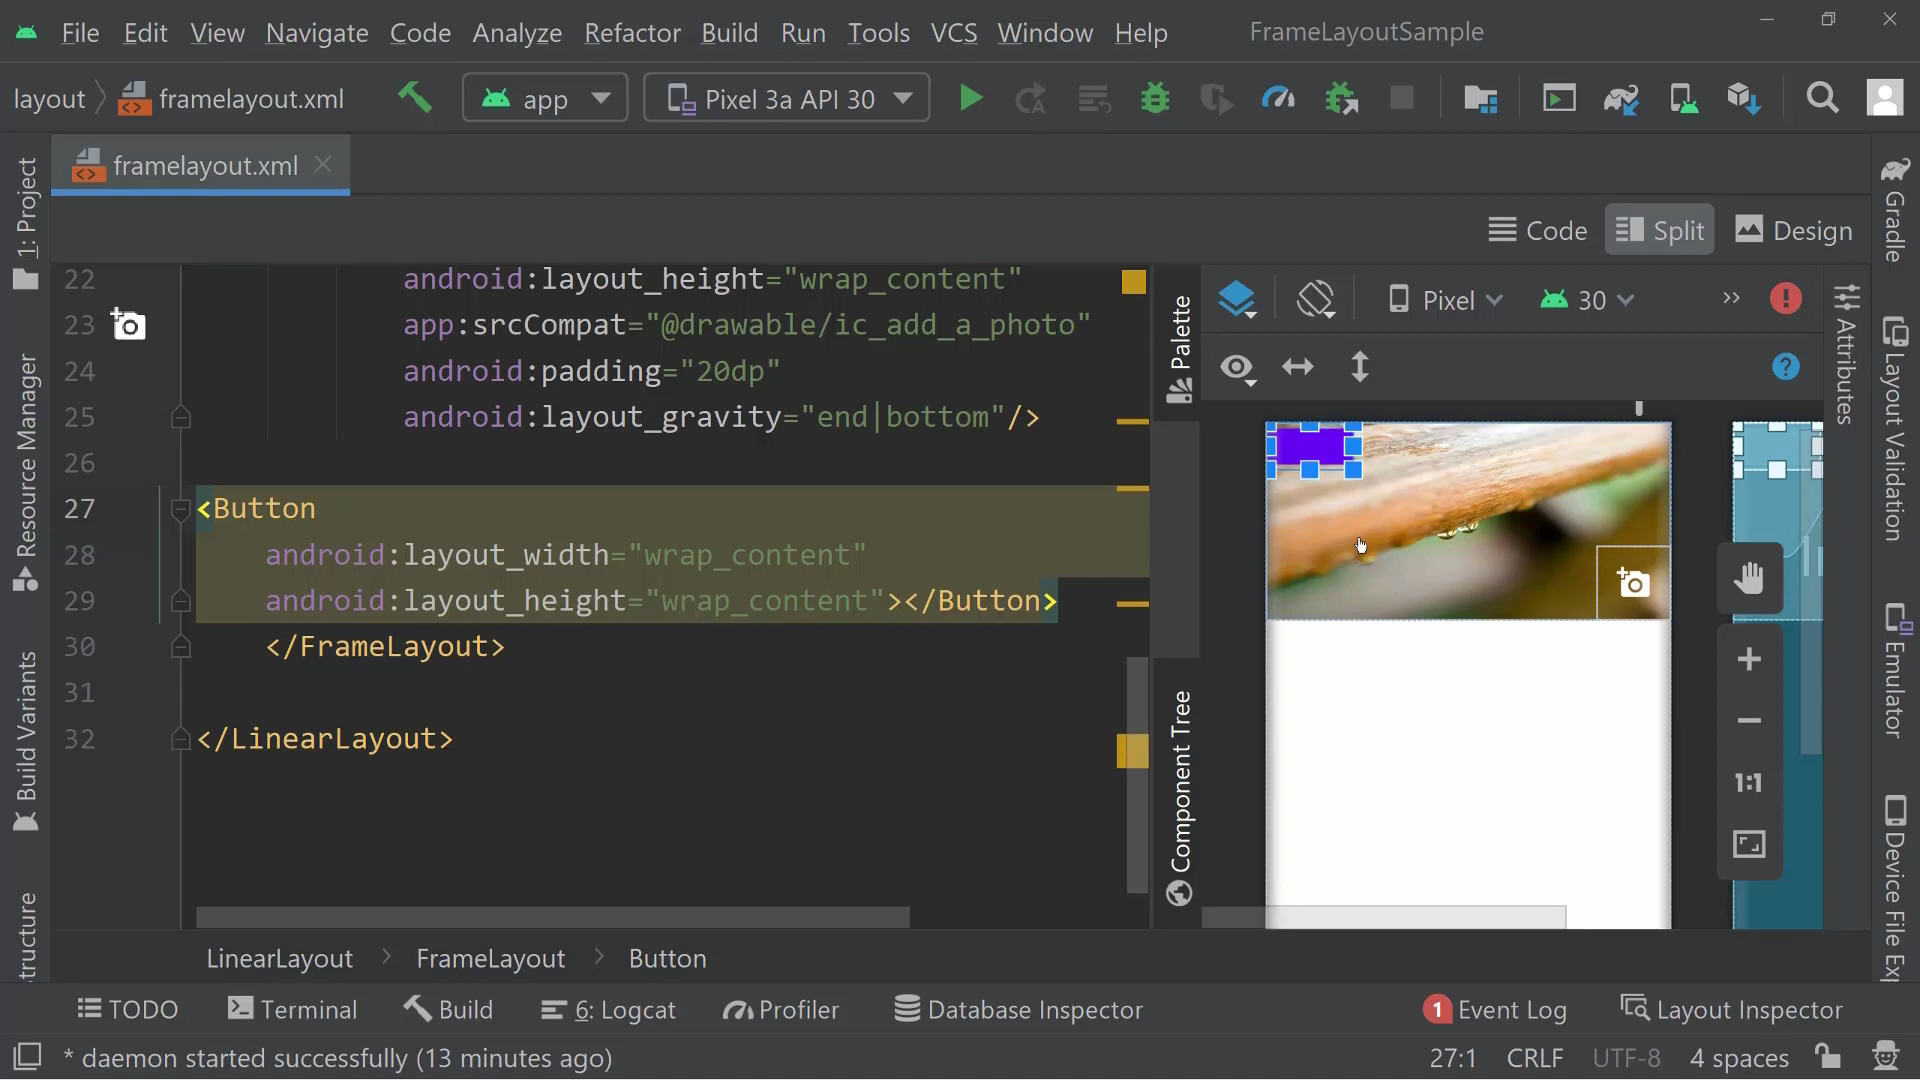 File Edit View Navigate Code Analyze Refactor Build Run Tools VCS Window Help FrameLayoutSample
layout framelayout.xml app Pixel 3a API 30
framelayout.xml
Code Split Design
22 android:layout_height="wrap_content"
23 app:srcCompat="@drawable/ic_add_a_photo"
24 android:padding="20dp"
25 android:layout_gravity="end|bottom"/>
26
27 <Button
28 android:layout_width="wrap_content"
29 android:layout_height="wrap_content"></Button>
30 </FrameLayout>
31
32 </LinearLayout>
1: Project
Resource Manager
Build Variants
tructure
Palette
Component Tree
Pixel 30
1:1
Attributes
Gradle
Layout Validation
Emulator
Device File Ex
LinearLayout FrameLayout Button
TODO Terminal Build 6: Logcat Profiler Database Inspector 1 Event Log Layout Inspector
* daemon started successfully (13 minutes ago) 27:1 CRLF UTF-8 4 spaces